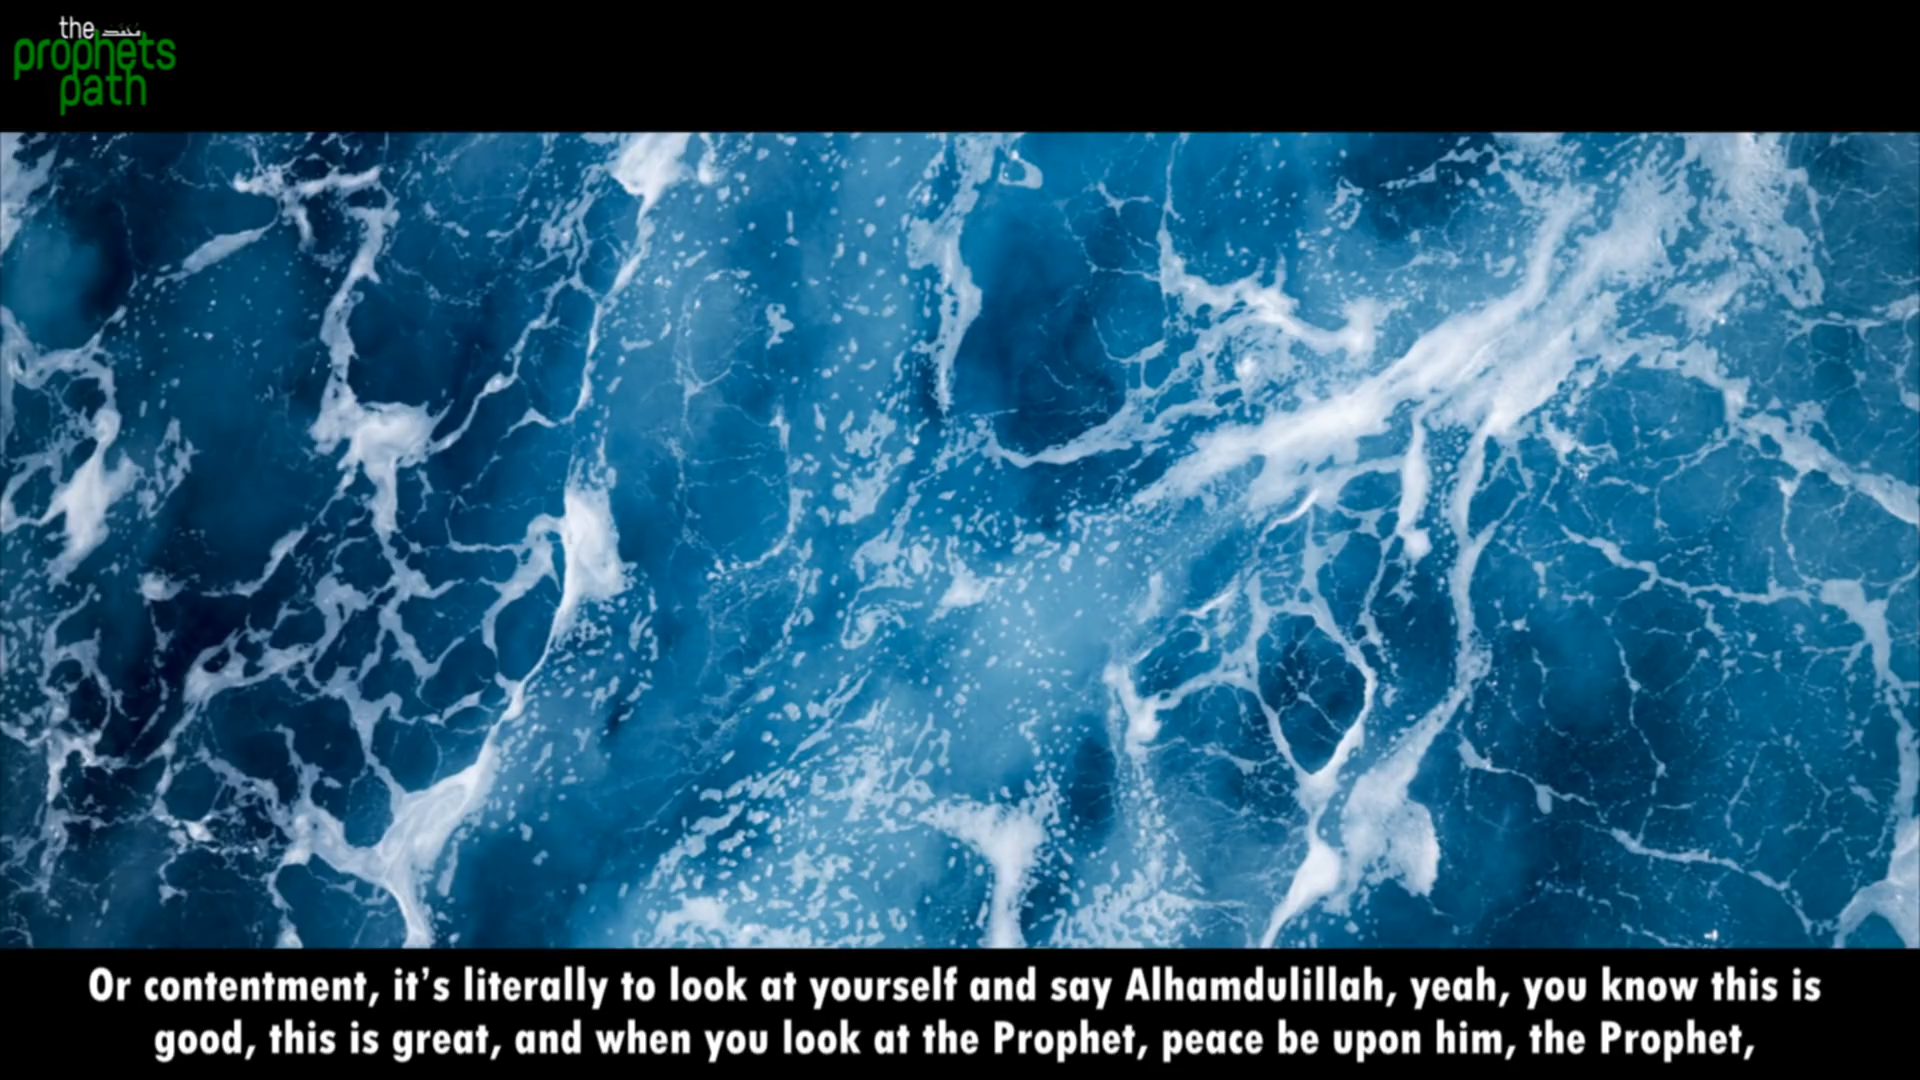 the محمد
prophets
path
Or contentment, it’s literally to look at yourself and say Alhamdulillah, yeah, you know this is
good, this is great, and when you look at the Prophet, peace be upon him, the Prophet,